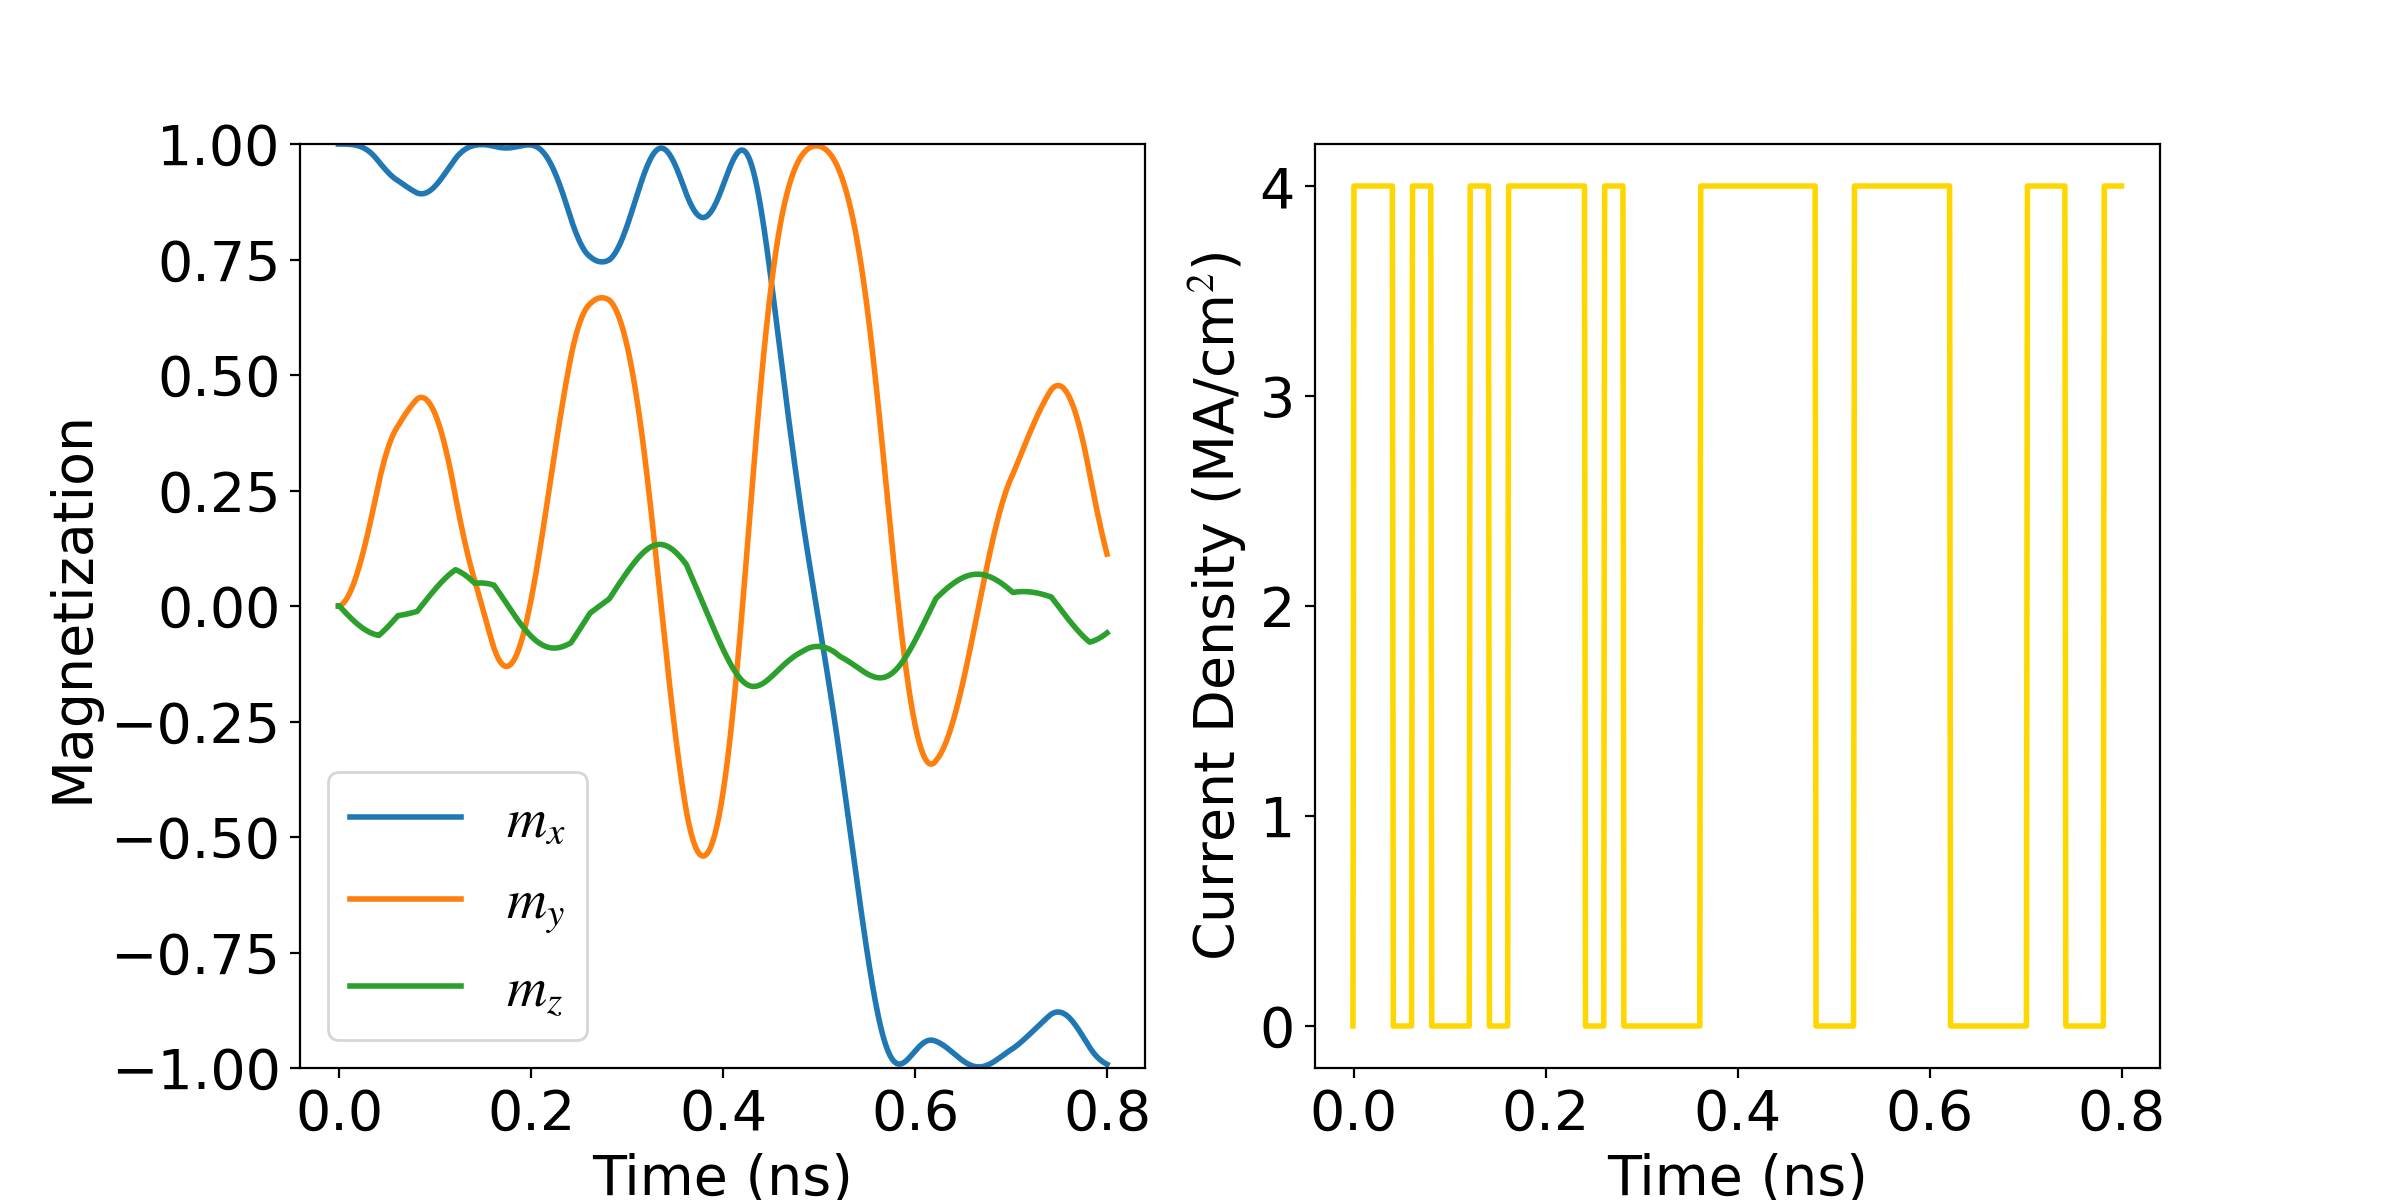 Magnetization
1.00
0.75
0.50
0.25
0.00
−0.25
−0.50
−0.75
−1.00
m_x
m_y
m_z
0.0 0.2 0.4 0.6 0.8
Time (ns)
Current Density (MA/cm²)
4
3
2
1
0
0.0 0.2 0.4 0.6 0.8
Time (ns)